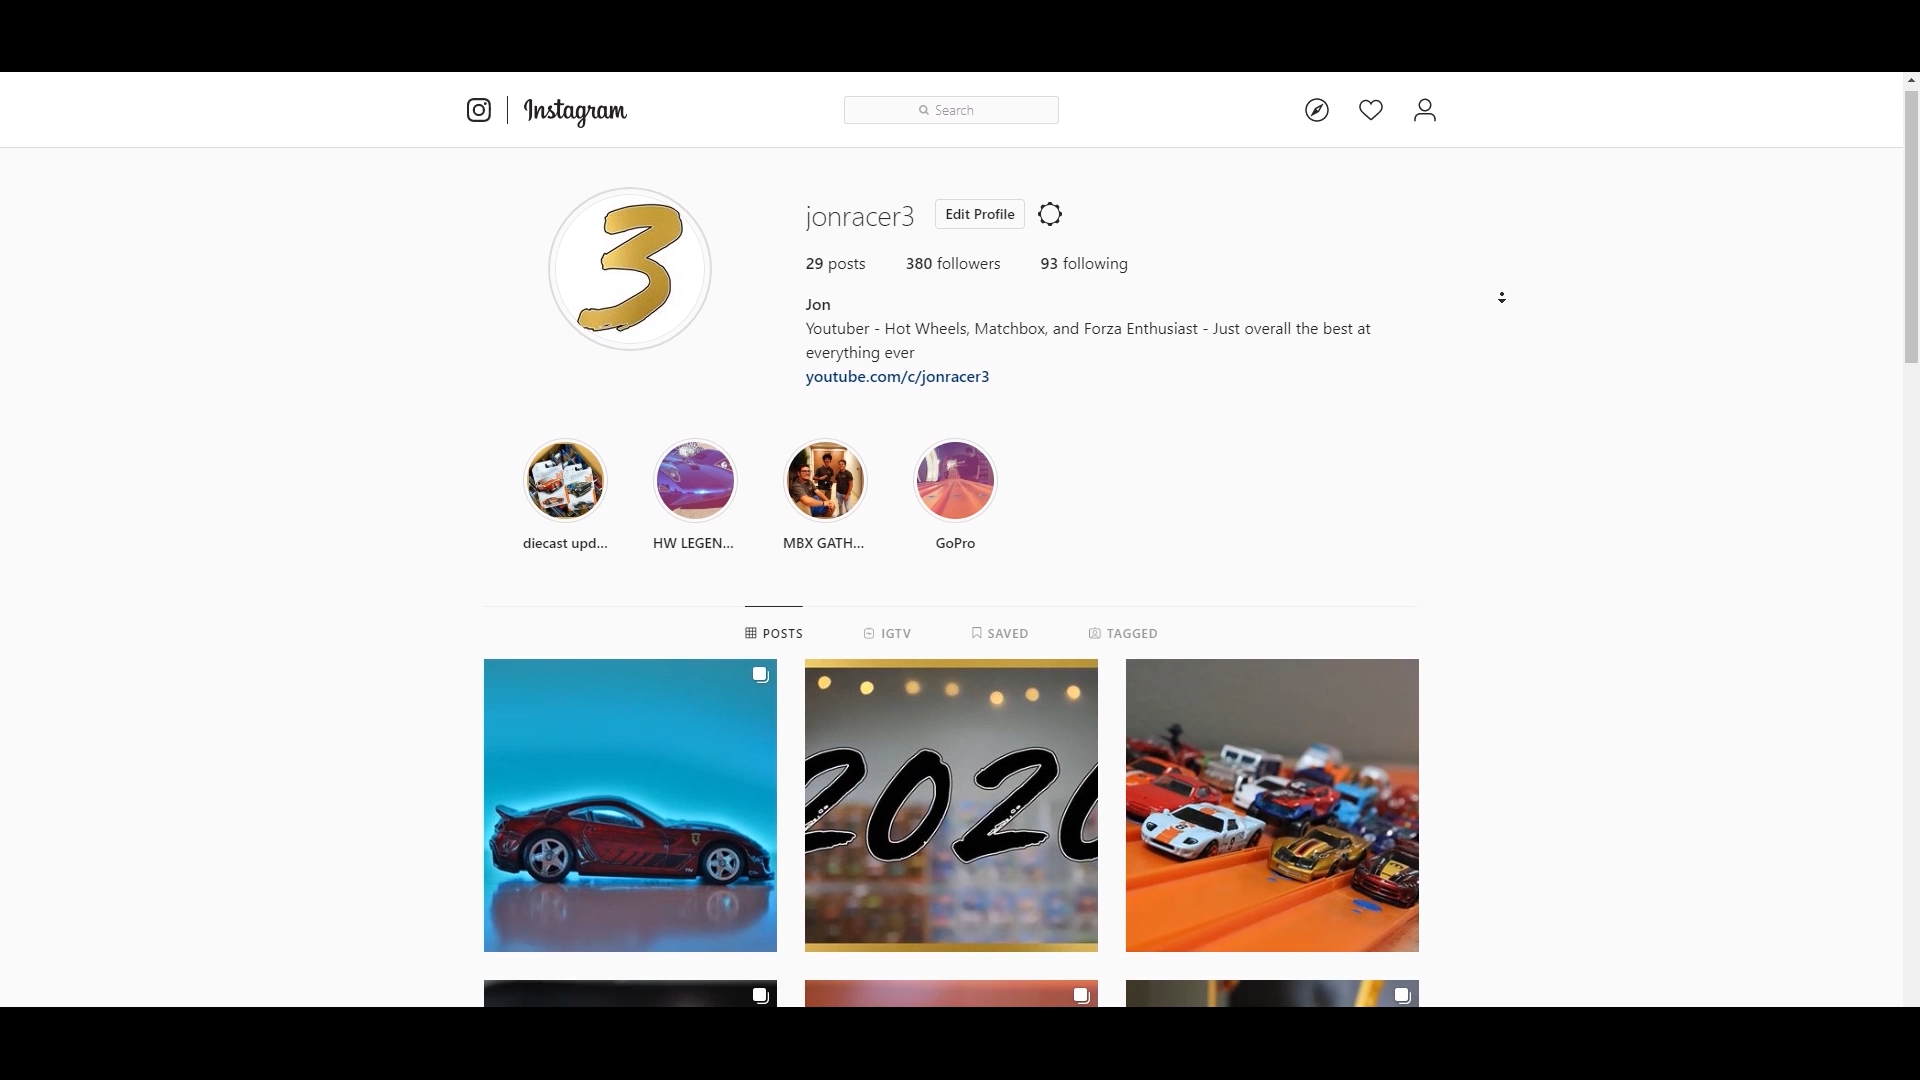 Instagram
Search
3
jonracer3
Edit Profile
29 posts
380 followers
93 following
Jon
Youtuber - Hot Wheels, Matchbox, and Forza Enthusiast - Just overall the best at
everything ever
youtube.com/c/jonracer3
diecast upd...
HW LEGEN...
MBX GATH...
GoPro
POSTS
IGTV
SAVED
TAGGED
2020